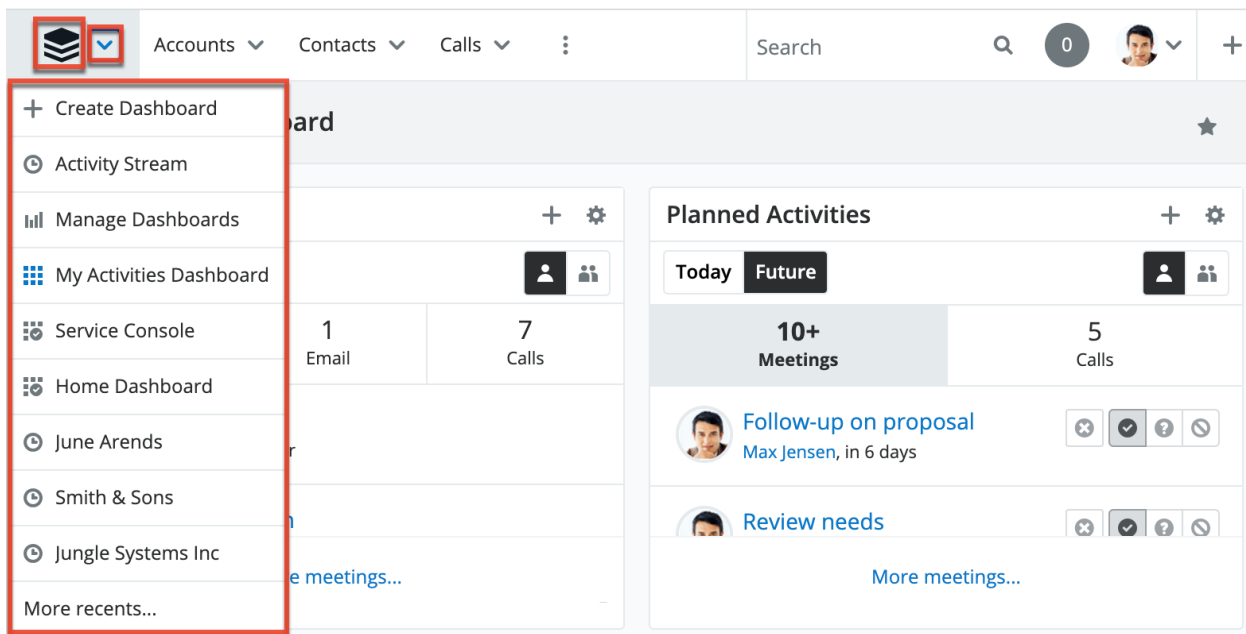 Accounts
Contacts
Calls
Search
0
Create Dashboard
Activity Stream
Manage Dashboards
My Activities Dashboard
Service Console
Home Dashboard
June Arends
Smith & Sons
Jungle Systems Inc
More recents...
oard
1
Email
7
Calls
r
n
e meetings...
Planned Activities
Today Future
10+
Meetings
5
Calls
Follow-up on proposal
Max Jensen, in 6 days
Review needs
More meetings...